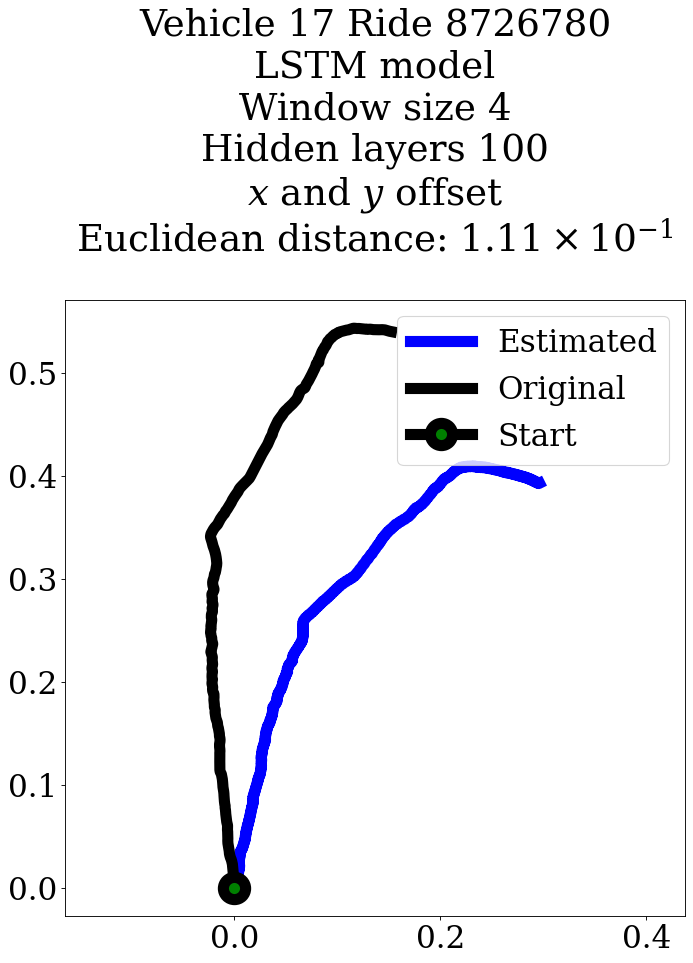 Vehicle 17 Ride 8726780
LSTM model
Window size 4
Hidden layers 100
x and y offset
Euclidean distance: 1.11 × 10⁻¹
Estimated
Original
Start
0.5
0.4
0.3
0.2
0.1
0.0
0.0 0.2 0.4